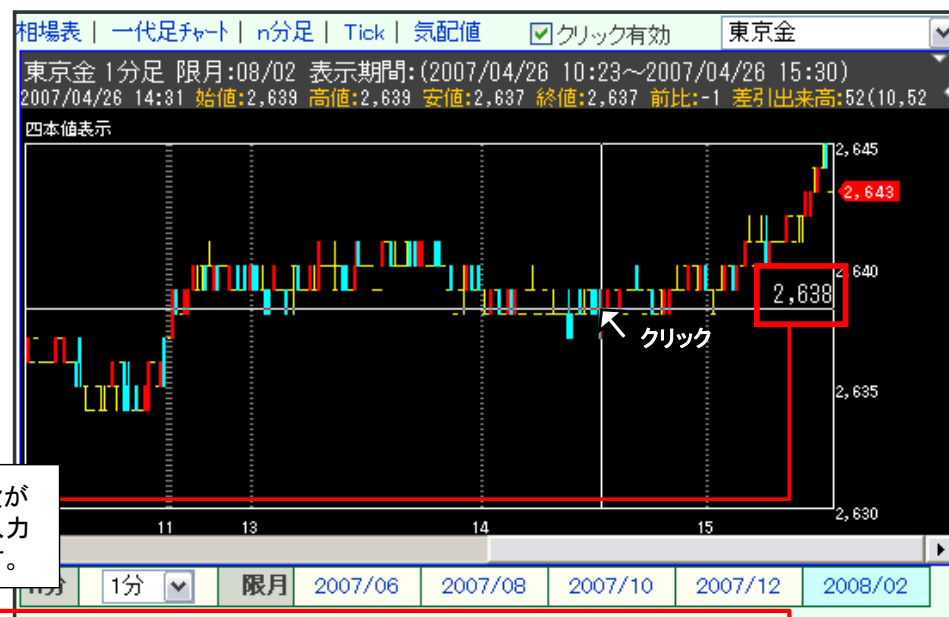 相場表 | 一代足チャート | n分足 | Tick | 気配値 クリック有効 東京金
東京金 1分足 限月:08/02 表示期間:(2007/04/26 10:23～2007/04/26 15:30)
2007/04/26 14:31 始値:2,639 高値:2,639 安値:2,637 終値:2,637 前比:-1 差引出来高:52(10,52
四本値表示
2,645
2,643
2,640
2,638
クリック
2,635
が
力
。
2,630
11 13 14 15
1分 限月 2007/06 2007/08 2007/10 2007/12 2008/02